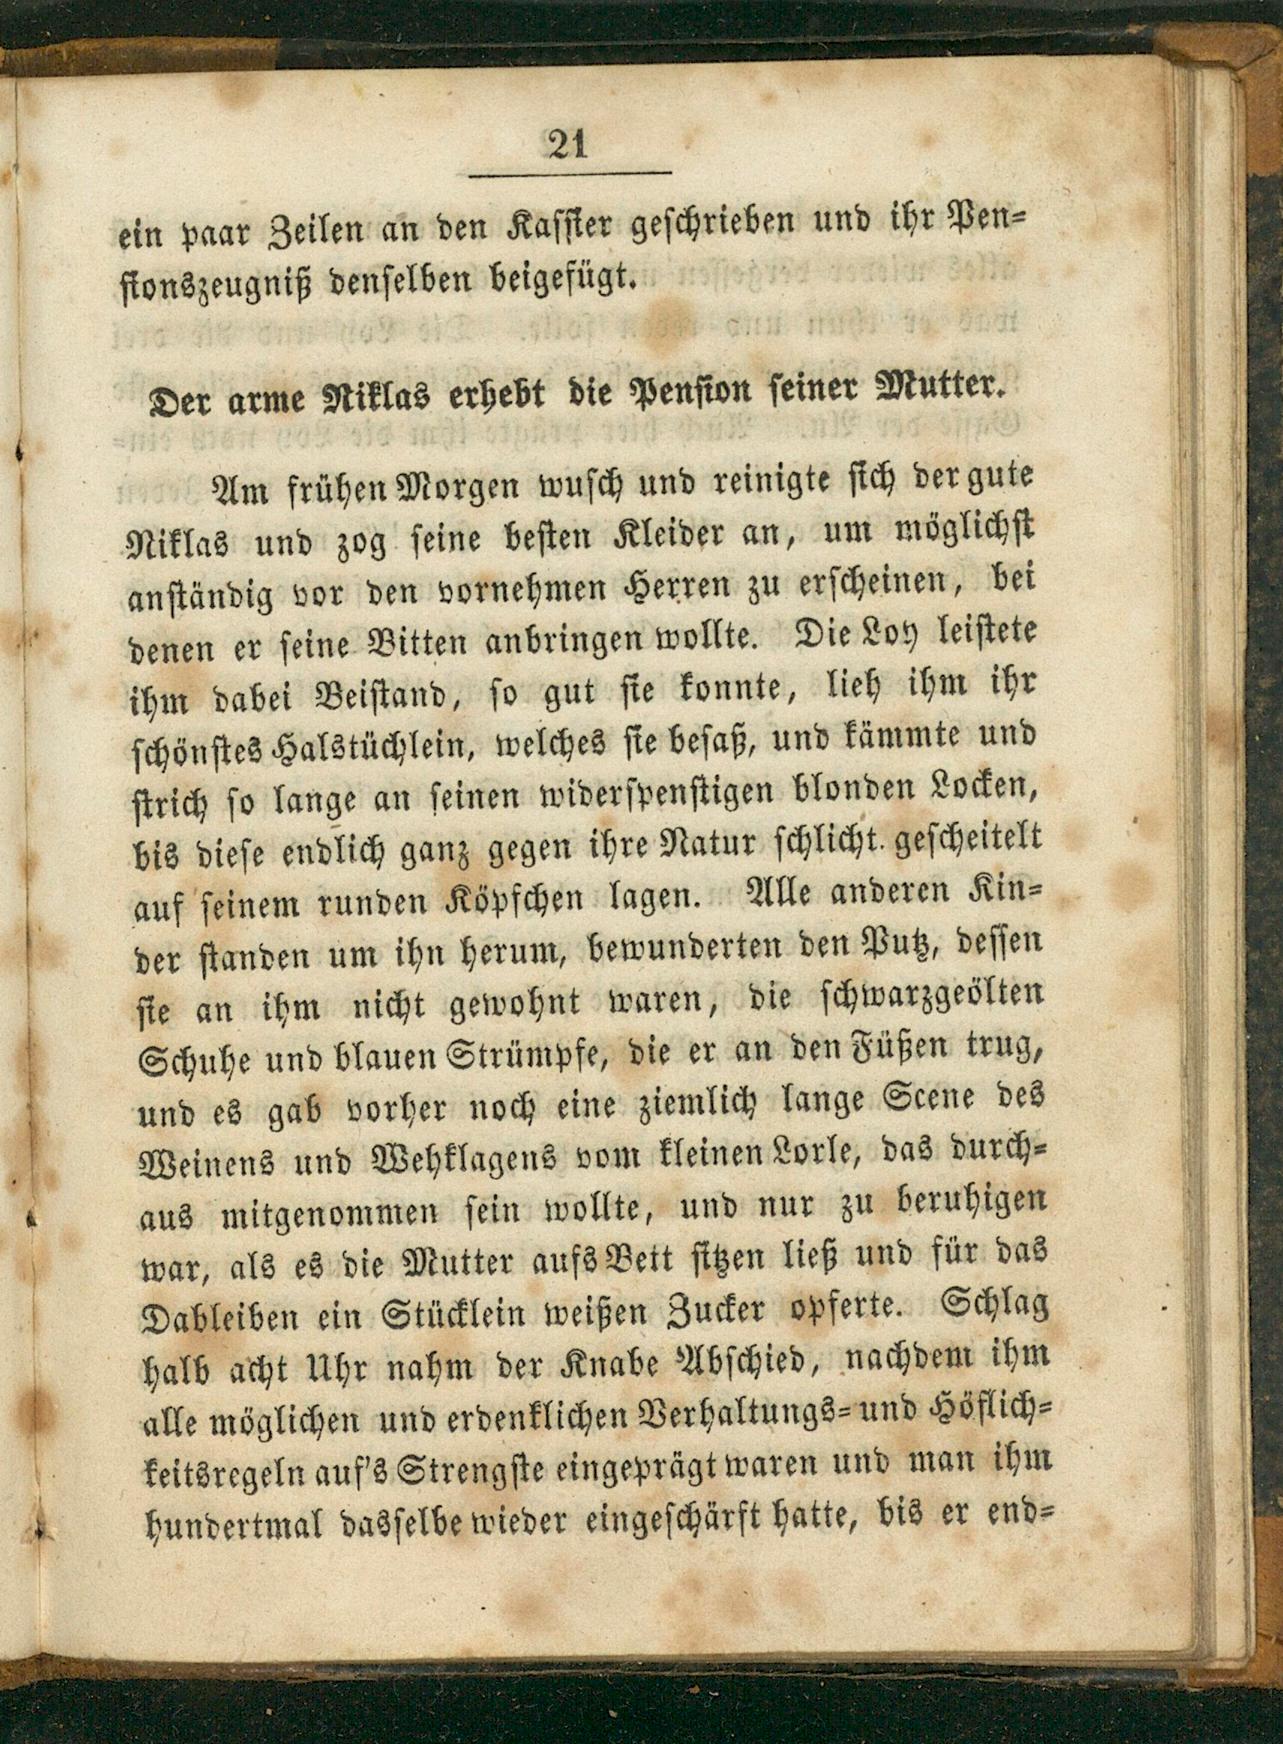 21
ein paar Zeilen an den Kassier geschrieben und ihr Pen-
sionszeugniß denselben beigefügt.
Der arme Niklas erhebt die Pension seiner Mutter.
Am frühen Morgen wusch und reinigte sich der gute
Niklas und zog seine besten Kleider an, um möglichst
anständig vor den vornehmen Herren zu erscheinen, bei
denen er seine Bitten anbringen wollte. Die Loy leistete
ihm dabei Beistand, so gut sie konnte, lieh ihm ihr
schönstes Halstüchlein, welches sie besaß, und kämmte und
strich so lange an seinen widerspenstigen blonden Locken,
bis diese endlich ganz gegen ihre Natur schlicht gescheitelt
auf seinem runden Köpfchen lagen. Alle anderen Kin-
der standen um ihn herum, bewunderten den Putz, dessen
sie an ihm nicht gewohnt waren, die schwarzgeölten
Schuhe und blauen Strümpfe, die er an den Füßen trug,
und es gab vorher noch eine ziemlich lange Scene des
Weinens und Wehklagens vom kleinen Lorle, das durch-
aus mitgenommen sein wollte, und nur zu beruhigen
war, als es die Mutter aufs Bett sitzen ließ und für das
Dableiben ein Stücklein weißen Zucker opferte. Schlag
halb acht Uhr nahm der Knabe Abschied, nachdem ihm
alle möglichen und erdenklichen Verhaltungs- und Höflich-
keitsregeln auf's Strengste eingeprägt waren und man ihm
hundertmal dasselbe wieder eingeschärft hatte, bis er end-